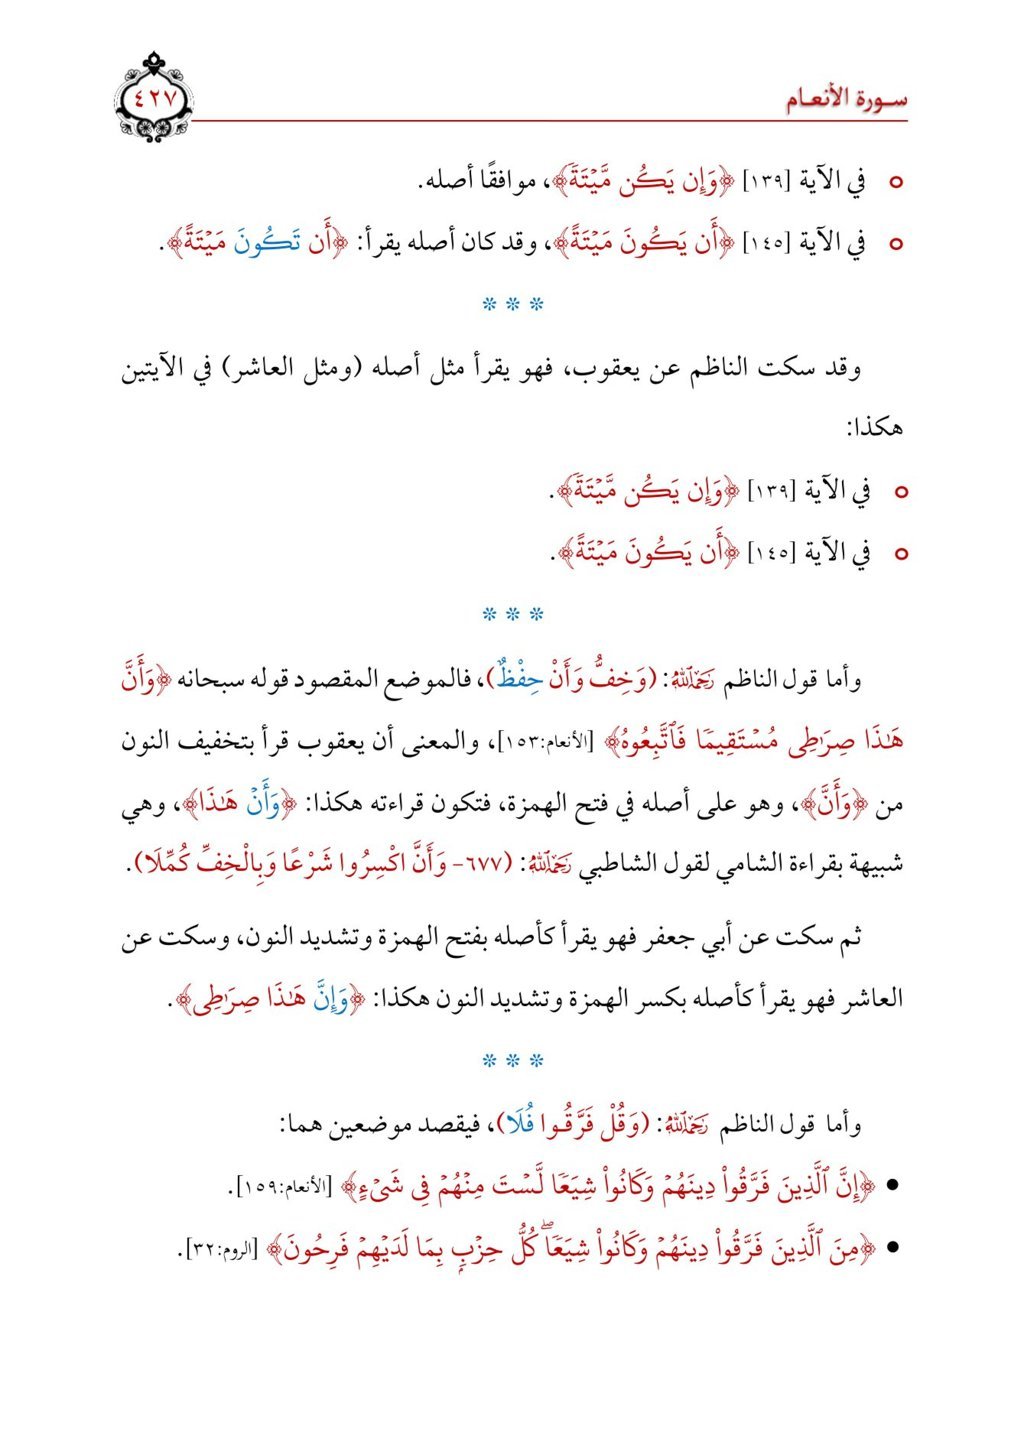 سورة الأنعام
٤٢٧
في الآية [١٣٩] ﴿وَإِن يَكُن مَّيْتَةً﴾، موافقًا أصله.
في الآية [١٤٥] ﴿أَن يَكُونَ مَيْتَةً﴾، وقد كان أصله يقرأ: ﴿أَن تَكُونَ مَيْتَةً﴾.
* * *
وقد سكت الناظم عن يعقوب، فهو يقرأ مثل أصله (ومثل العاشر) في الآيتين
هكذا:
في الآية [١٣٩] ﴿وَإِن يَكُن مَّيْتَةً﴾.
في الآية [١٤٥] ﴿أَن يَكُونَ مَيْتَةً﴾.
* * *
وأما قول الناظم رَحِمَهُ اللَّهُ: (وَخِفُّ وَأَنْ حِفْظٌ)، فالموضع المقصود قوله سبحانه ﴿وَأَنَّ
هَٰذَا صِرَٰطِى مُسْتَقِيمًا فَٱتَّبِعُوهُ﴾ [الأنعام:١٥٣]، والمعنى أن يعقوب قرأ بتخفيف النون
من ﴿وَأَنَّ﴾، وهو على أصله في فتح الهمزة، فتكون قراءته هكذا: ﴿وَأَنْ هَٰذَا﴾، وهي
شبيهة بقراءة الشامي لقول الشاطبي رَحِمَهُ اللَّهُ: (٦٧٧- وَأَنَّ اكْسِرُوا شَرْعًا وَبِالْخِفِّ كُمِّلَا).
ثم سكت عن أبي جعفر فهو يقرأ كأصله بفتح الهمزة وتشديد النون، وسكت عن
العاشر فهو يقرأ كأصله بكسر الهمزة وتشديد النون هكذا: ﴿وَإِنَّ هَٰذَا صِرَٰطِى﴾.
* * *
وأما قول الناظم رَحِمَهُ اللَّهُ: (وَقُلْ فَرَّقُوا فُلَا)، فيقصد موضعين هما:
• ﴿إِنَّ ٱلَّذِينَ فَرَّقُواْ دِينَهُمْ وَكَانُواْ شِيَعًا لَّسْتَ مِنْهُمْ فِى شَىْءٍ﴾ [الأنعام:١٥٩].
• ﴿مِنَ ٱلَّذِينَ فَرَّقُواْ دِينَهُمْ وَكَانُواْ شِيَعًاۖ كُلُّ حِزْبٍۭ بِمَا لَدَيْهِمْ فَرِحُونَ﴾ [الروم:٣٢].